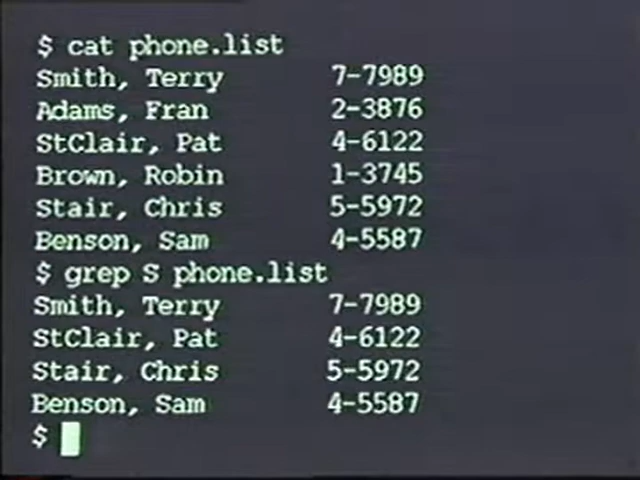 $ cat phone.list
Smith, Terry 7-7989
Adams, Fran 2-3876
StClair, Pat 4-6122
Brown, Robin 1-3745
Stair, Chris 5-5972
Benson, Sam 4-5587
$ grep S phone.list
Smith, Terry 7-7989
StClair, Pat 4-6122
Stair, Chris 5-5972
Benson, Sam 4-5587
$